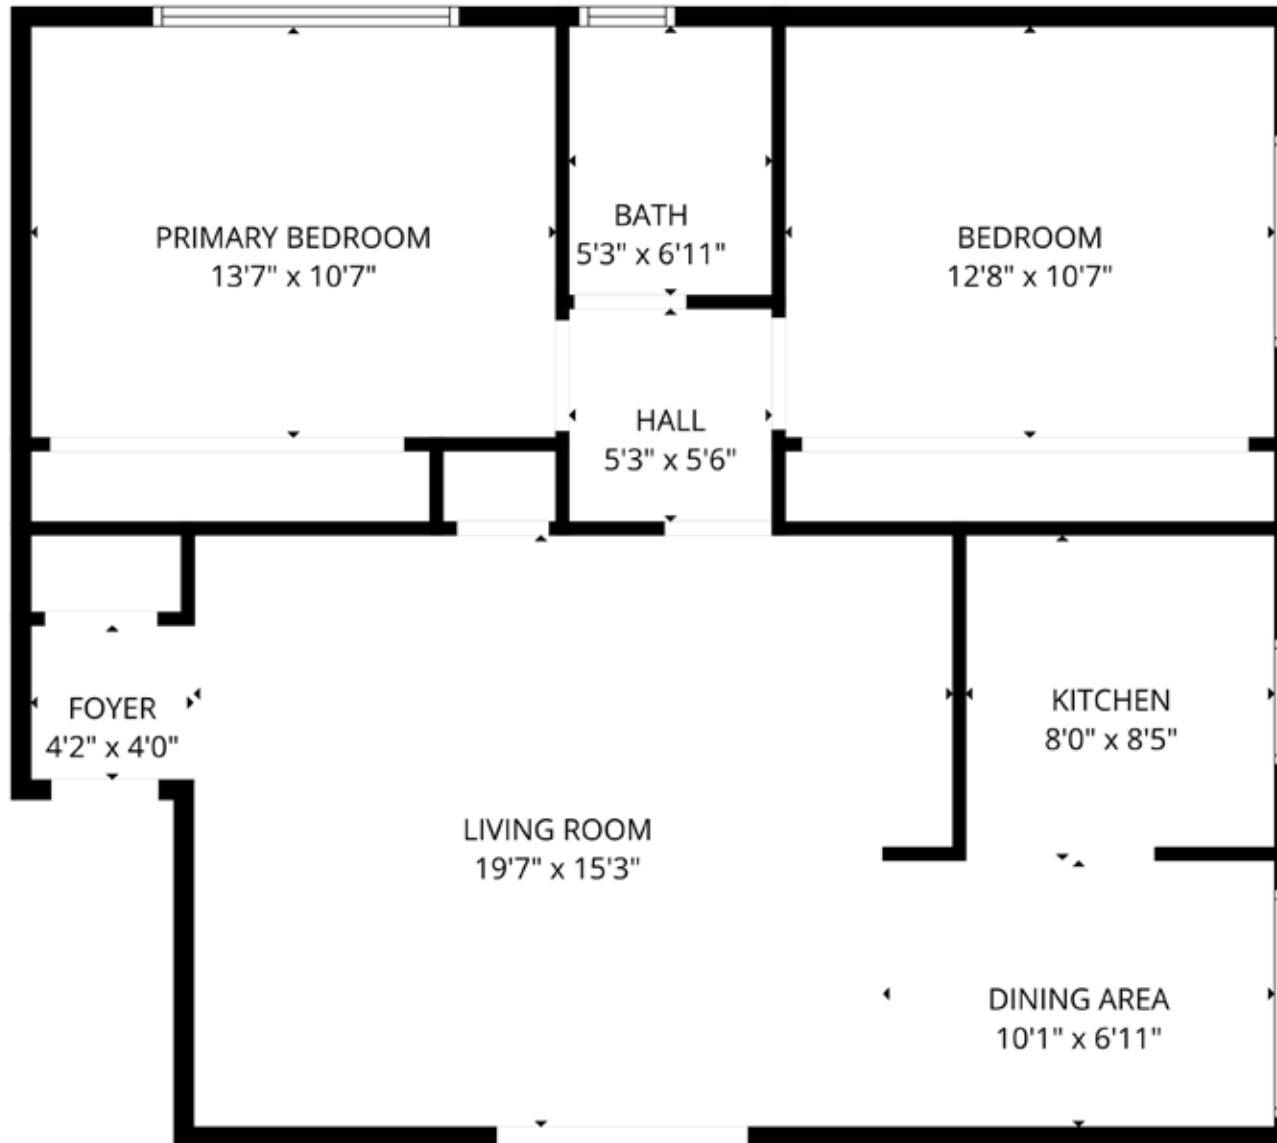 PRIMARY BEDROOM
13'7" x 10'7"
BATH
5'3" x 6'11"
BEDROOM
12'8" x 10'7"
HALL
5'3" x 5'6"
FOYER
4'2" x 4'0"
KITCHEN
8'0" x 8'5"
LIVING ROOM
19'7" x 15'3"
DINING AREA
10'1" x 6'11"